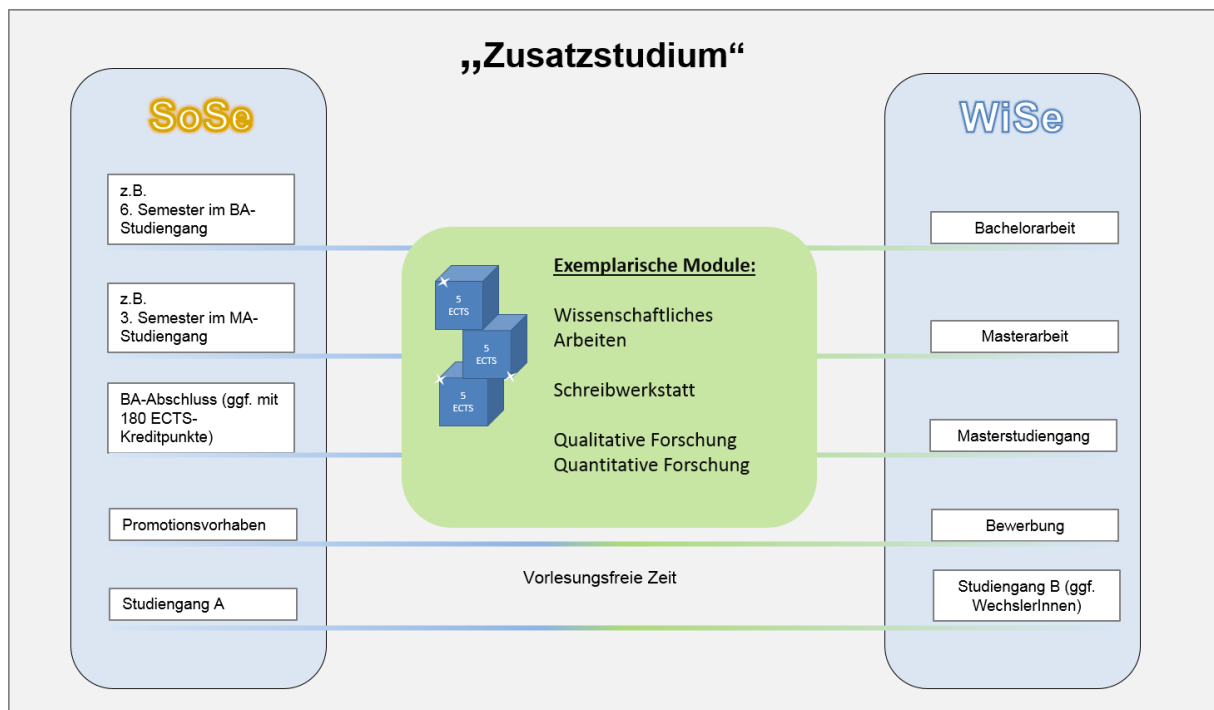 „Zusatzstudium“
SoSe
z.B.
6. Semester im BA-
Studiengang
z.B.
3. Semester im MA-
Studiengang
BA-Abschluss (ggf. mit
180 ECTS-
Kreditpunkte)
Promotionsvorhaben
Studiengang A
5
ECTS
5
ECTS
5
ECTS
Exemplarische Module:
Wissenschaftliches
Arbeiten
Schreibwerkstatt
Qualitative Forschung
Quantitative Forschung
Vorlesungsfreie Zeit
WiSe
Bachelorarbeit
Masterarbeit
Masterstudiengang
Bewerbung
Studiengang B (ggf.
WechslerInnen)